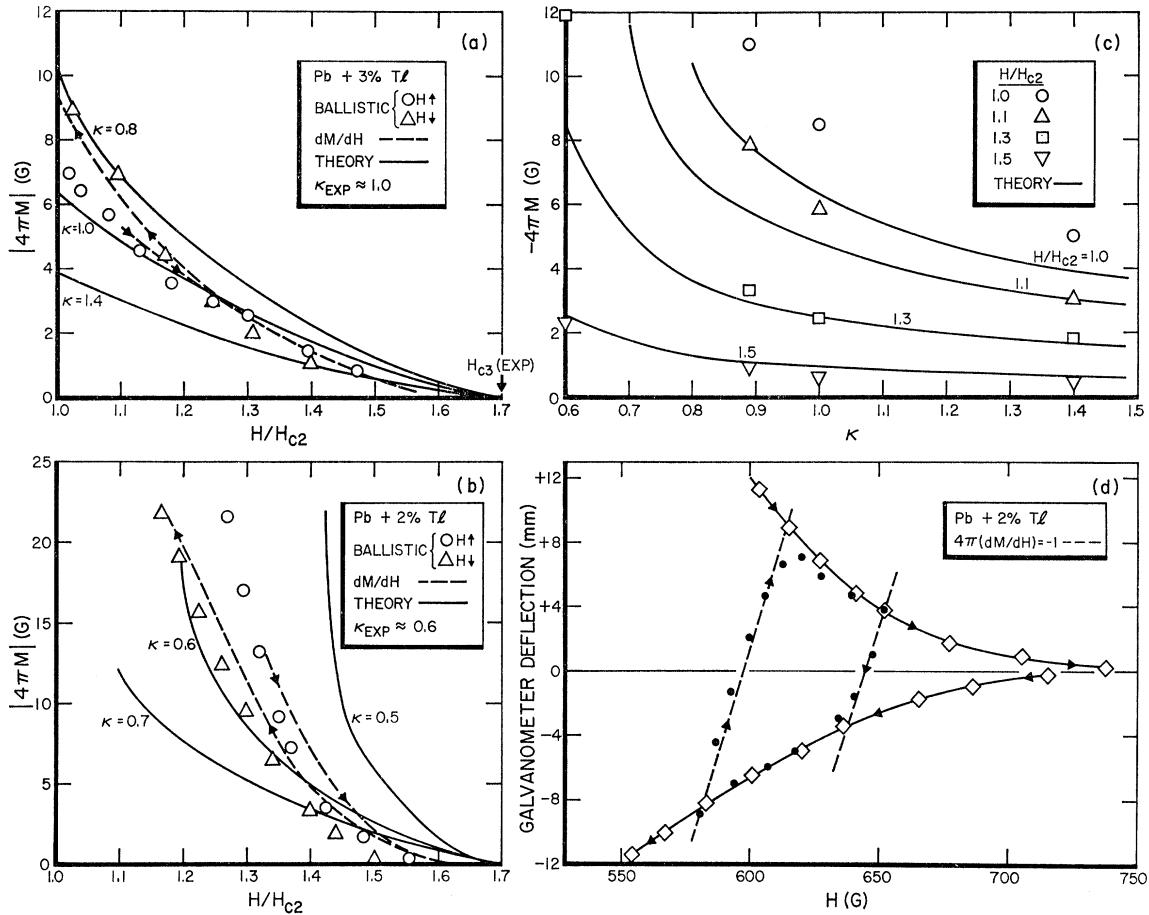 (a)
12
10
8
6
4
2
0
|4πM| (G)
Pb + 3% Tℓ
BALLISTIC { ○H↑
△H↓
dM/dH – – –
THEORY ——
κEXP ≈ 1.0
κ=0.8
κ=1.0
κ=1.4
HC3 (EXP)
1.0 1.1 1.2 1.3 1.4 1.5 1.6 1.7
H/HC2
(c)
-12
10
8
6
4
2
0
-4πM (G)
H/HC2
1.0 ○
1.1 △
1.3 □
1.5 ▽
THEORY ——
H/HC2=1.0
1.1
1.3
1.5
0.6 0.7 0.8 0.9 1.0 1.1 1.2 1.3 1.4 1.5
κ
(b)
25
20
15
10
5
0
|4πM| (G)
Pb + 2% Tℓ
BALLISTIC { ○H↑
△H↓
dM/dH – – –
THEORY ——
κEXP ≈ 0.6
κ=0.6
κ=0.7
κ=0.5
1.0 1.1 1.2 1.3 1.4 1.5 1.6 1.7
H/HC2
(d)
+12
+8
+4
0
-4
-8
-12
GALVANOMETER DEFLECTION (mm)
Pb + 2% Tℓ
4π(dM/dH)=-1 – – –
550 600 650 700 750
H (G)